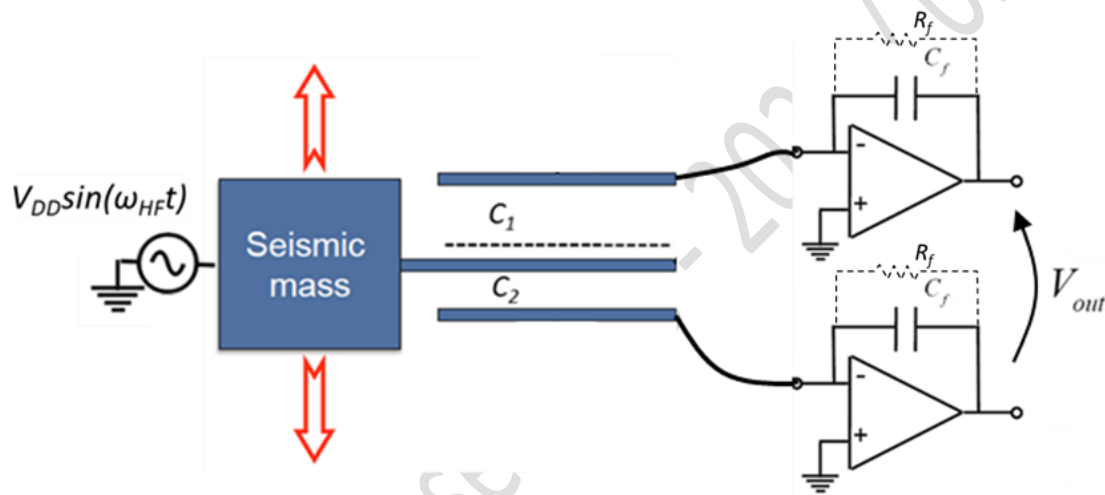 R_f
C_f
V_DD sin(ω_HF t)
C_1
-
+
Seismic
mass
C_2
R_f
C_f
V_out
-
+